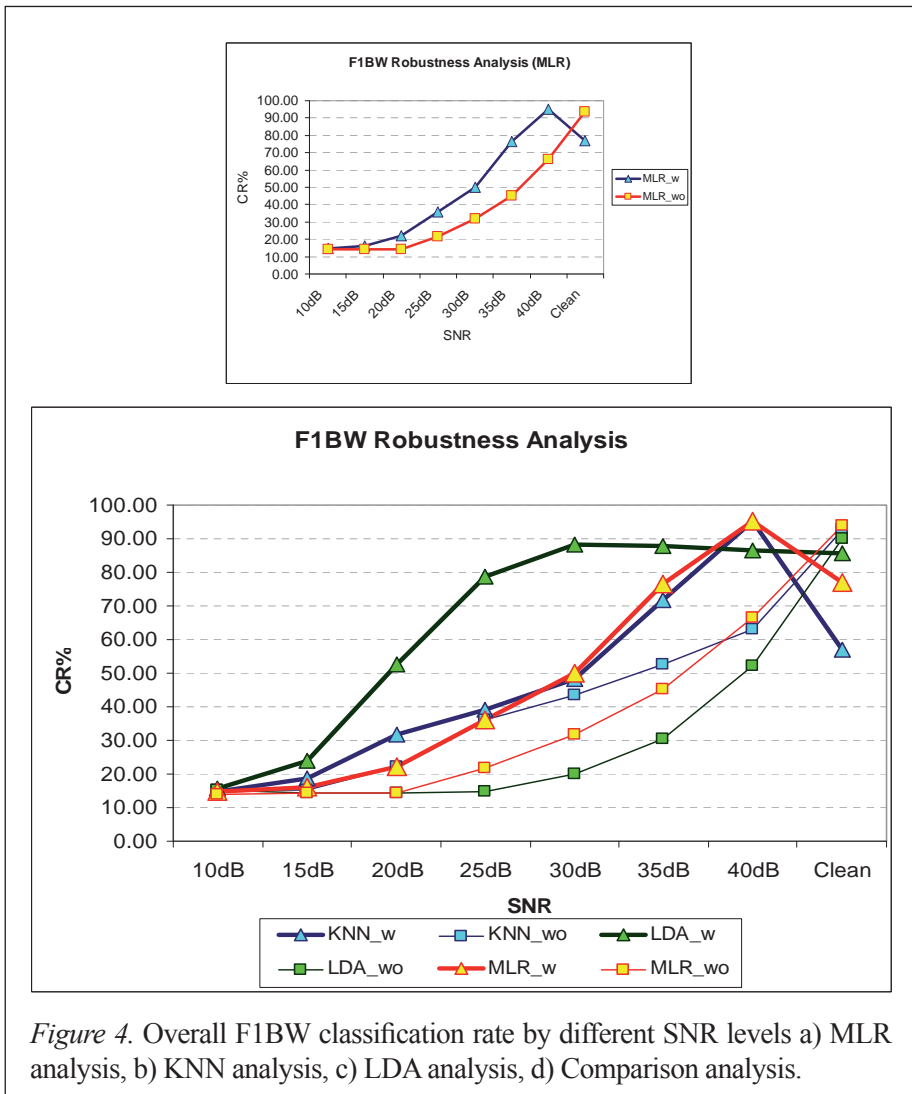 F1BW Robustness Analysis (MLR)
100.00
90.00
80.00
70.00
60.00
50.00
40.00
30.00
20.00
10.00
0.00
CR%
10dB 15dB 20dB 25dB 30dB 35dB 40dB Clean
SNR
MLR_w
MLR_wo
F1BW Robustness Analysis
100.00
90.00
80.00
70.00
60.00
50.00
40.00
30.00
20.00
10.00
0.00
CR%
10dB 15dB 20dB 25dB 30dB 35dB 40dB Clean
SNR
KNN_w KNN_wo LDA_w
LDA_wo MLR_w MLR_wo
Figure 4. Overall F1BW classification rate by different SNR levels a) MLR
analysis, b) KNN analysis, c) LDA analysis, d) Comparison analysis.